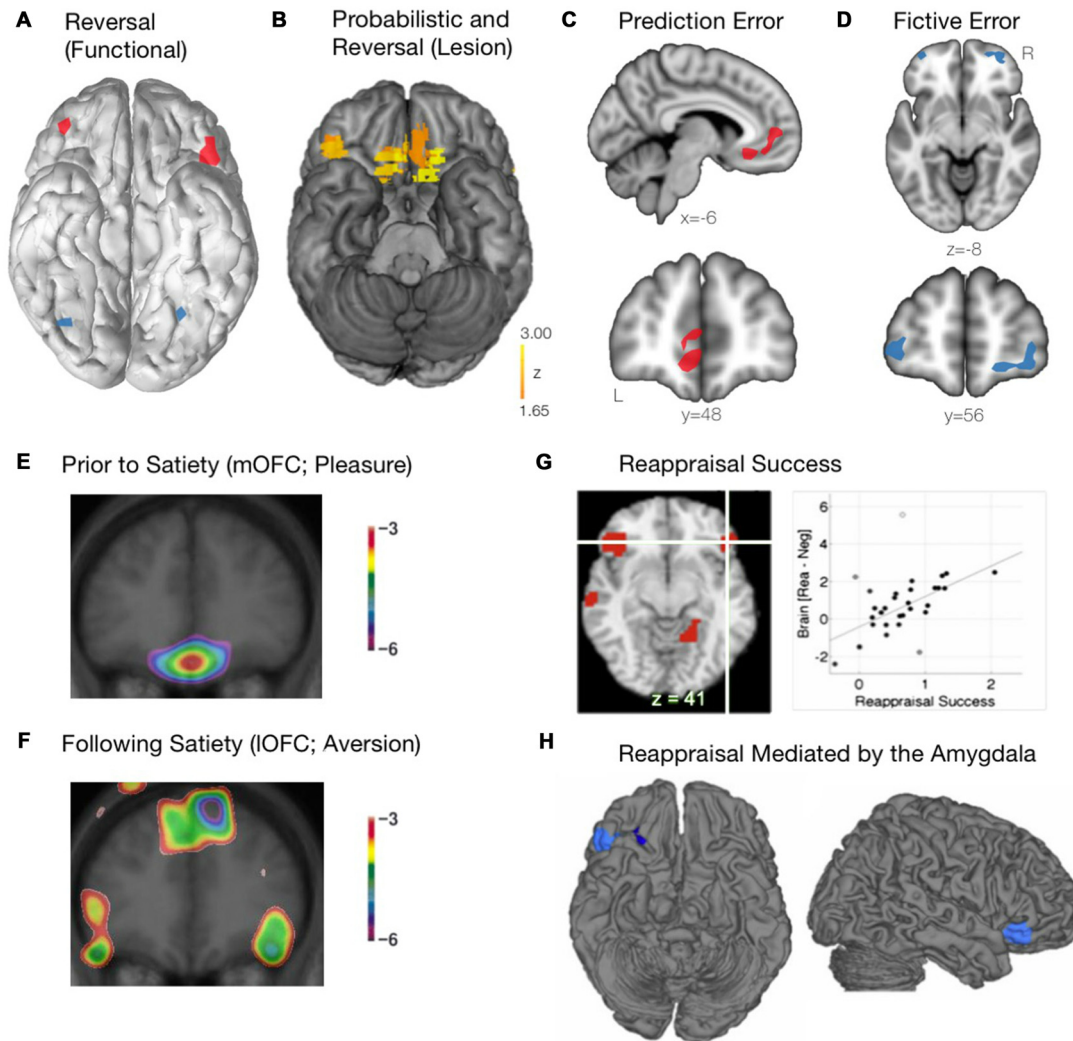 A
Reversal
(Functional)
B
Probabilistic and
Reversal (Lesion)
3.00
z
1.65
C
Prediction Error
x=-6
L
y=48
D
Fictive Error
R
z=-8
y=56
E
Prior to Satiety (mOFC; Pleasure)
−3
−6
F
Following Satiety (lOFC; Aversion)
−3
−6
G
Reappraisal Success
z = 41
Brain [Rea - Neg]
6
4
2
0
-2
0
1
2
Reappraisal Success
H
Reappraisal Mediated by the Amygdala